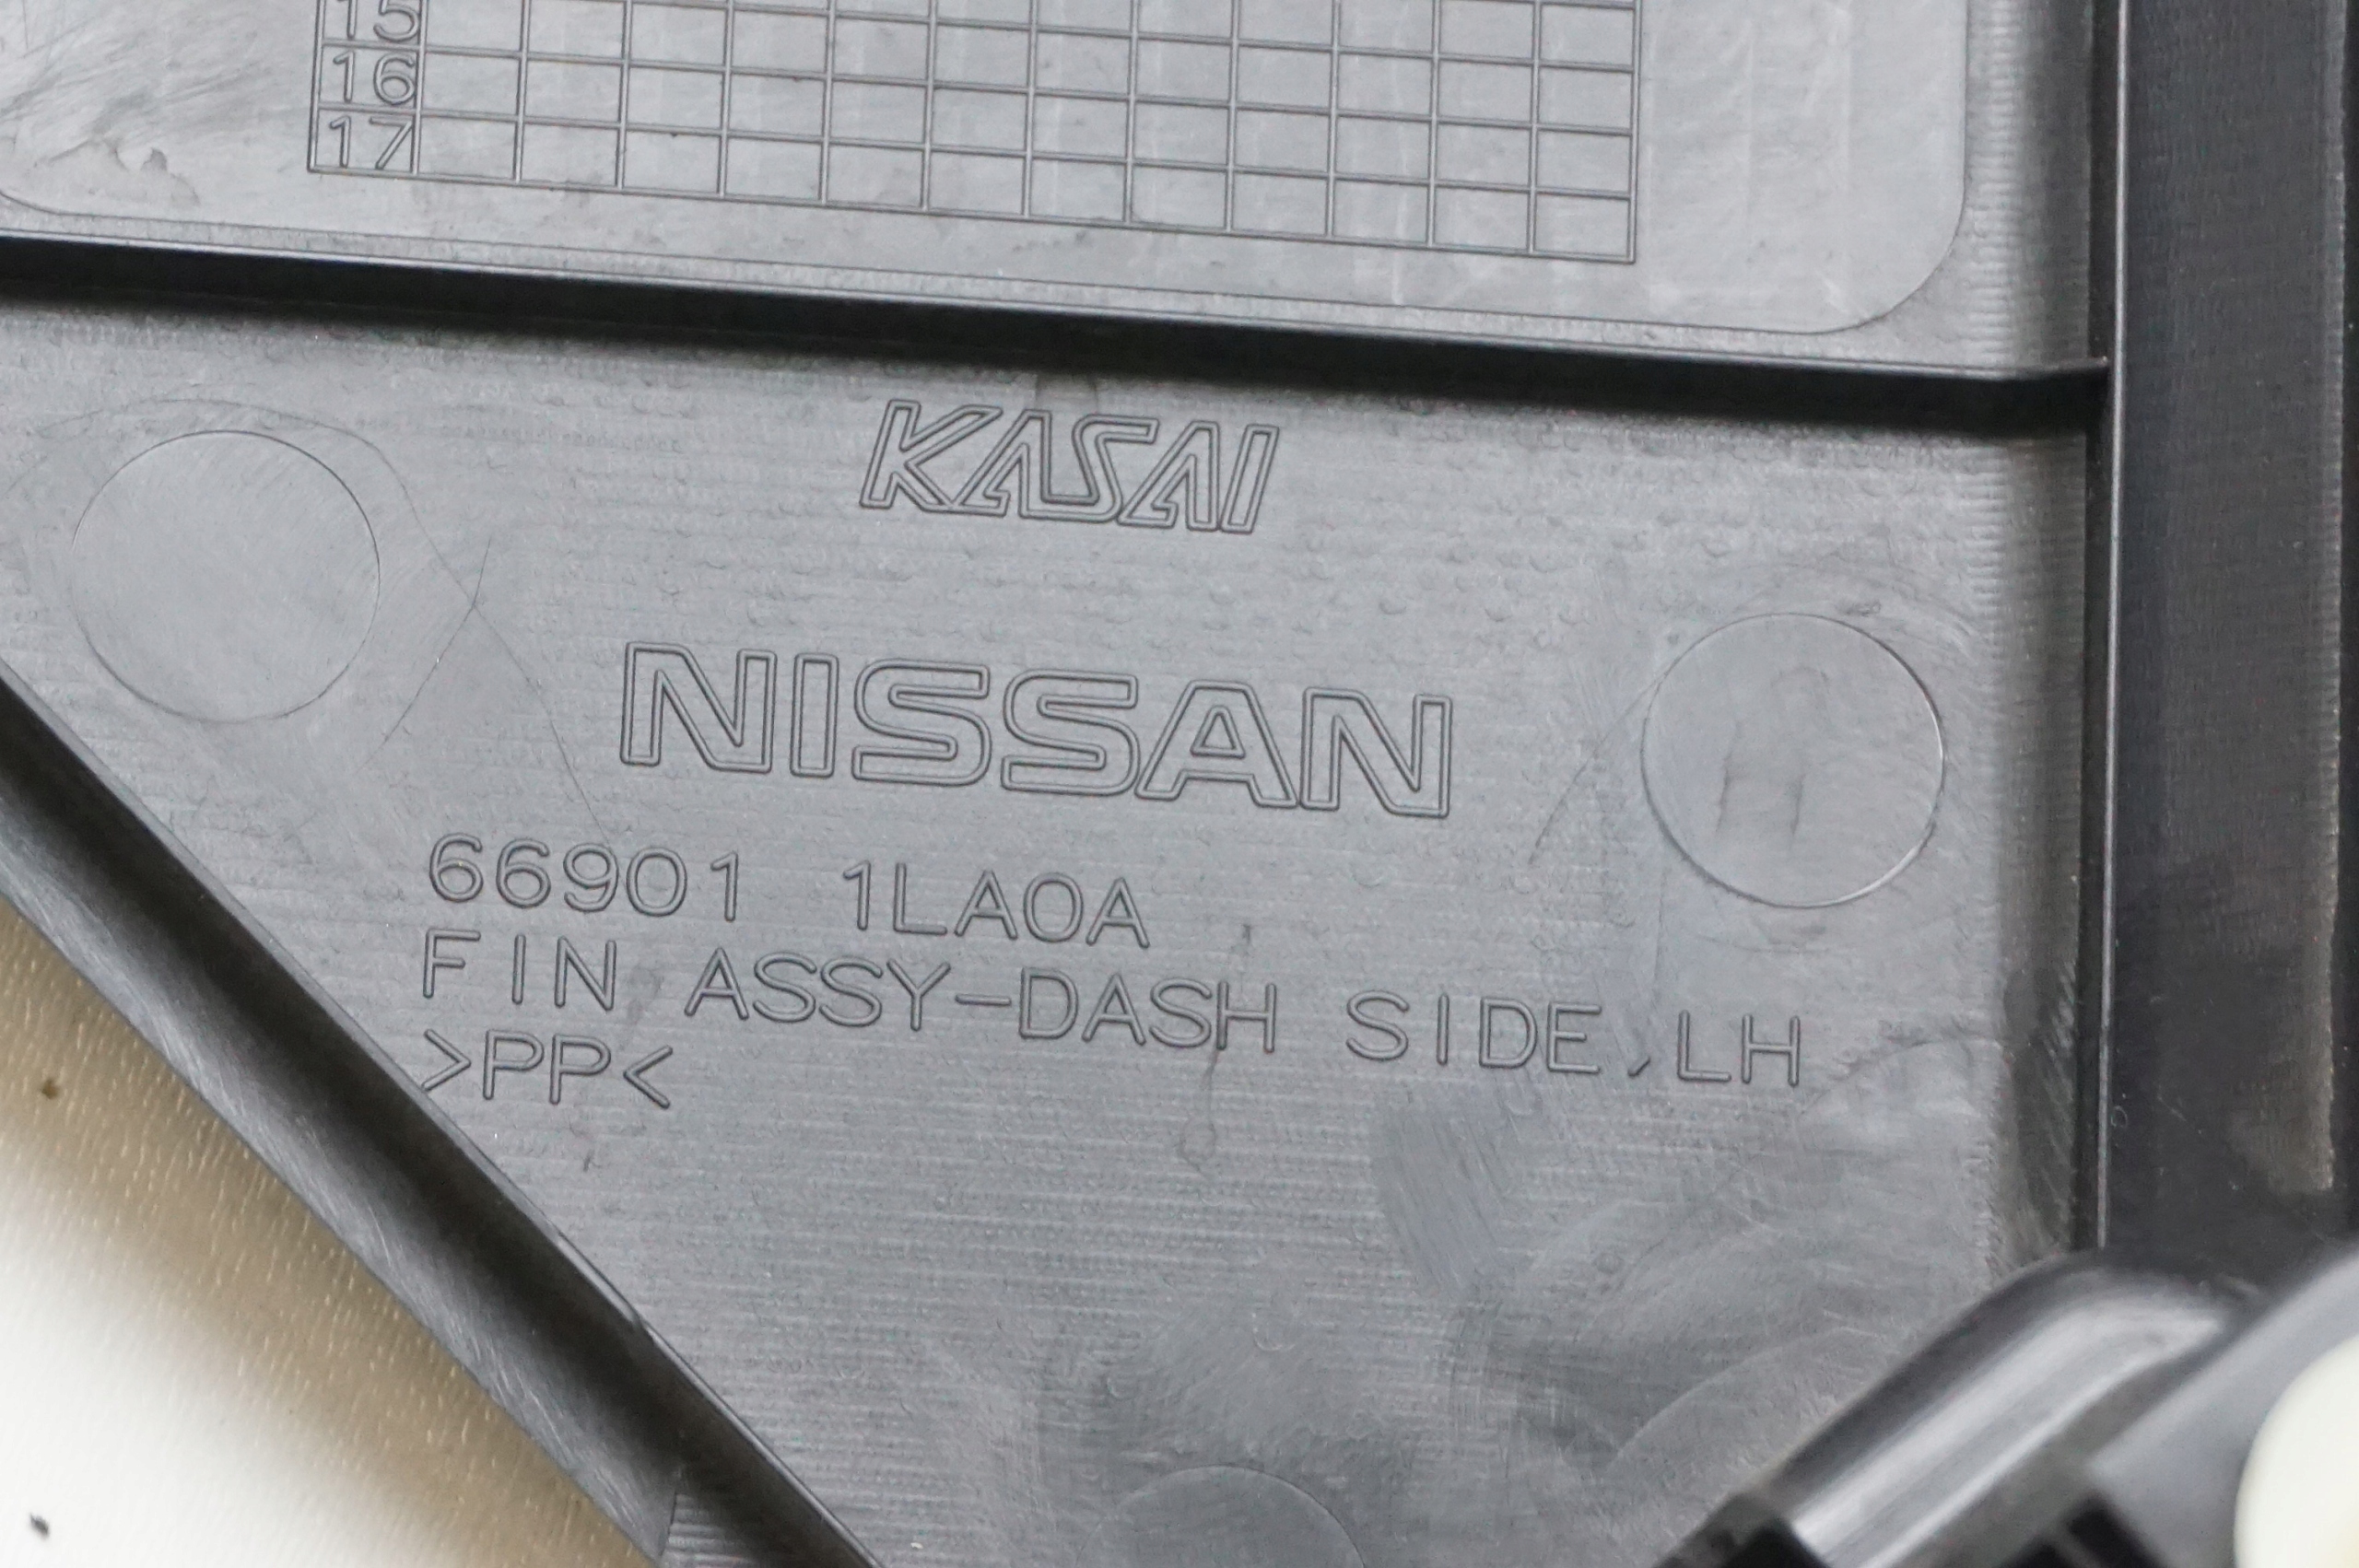 15
16
17
KASAI
NISSAN
66901 1LA0A
FIN ASSY-DASH SIDE,LH
>PP<